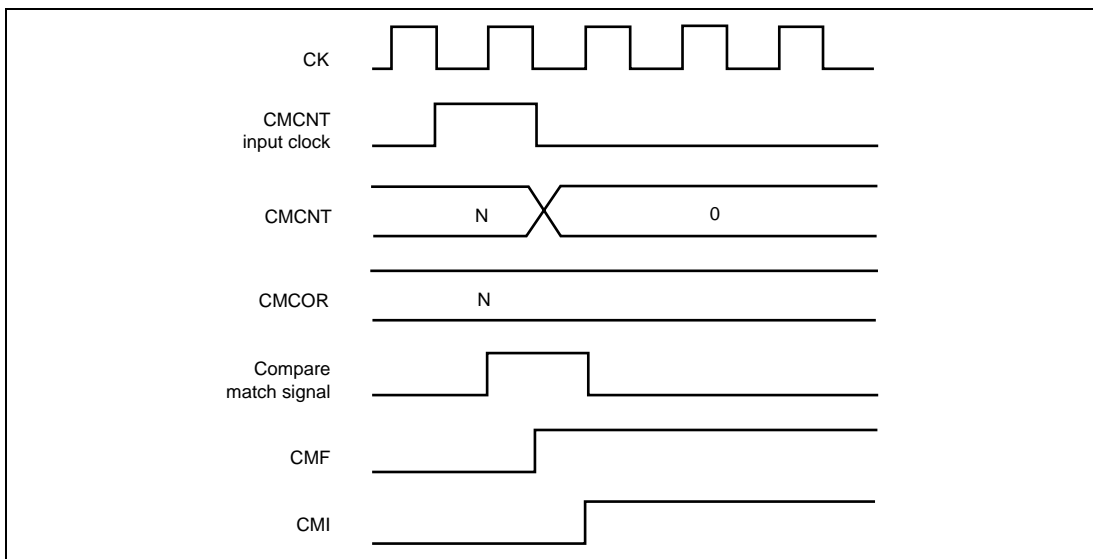 CK
CMCNT
input clock
CMCNT
N
0
CMCOR
N
Compare
match signal
CMF
CMI